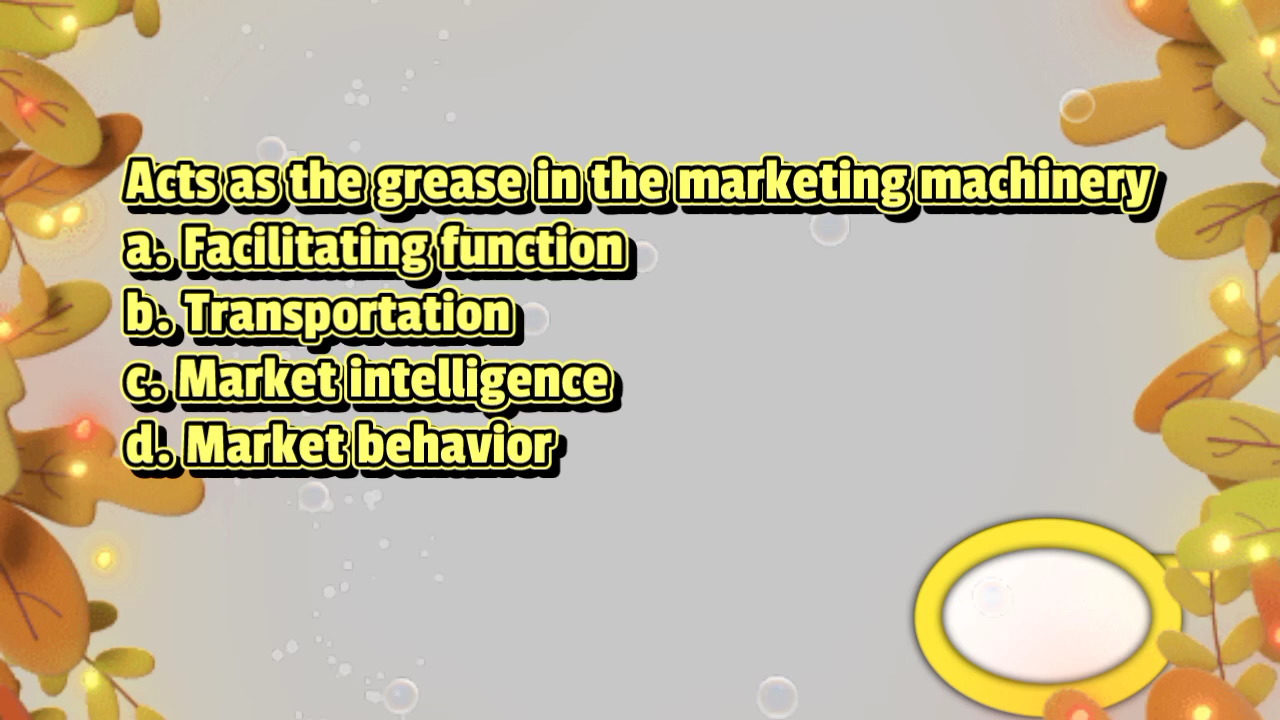 Acts as the grease in the marketing machinery
a. Facilitating function
b. Transportation
c. Market intelligence
d. Market behavior